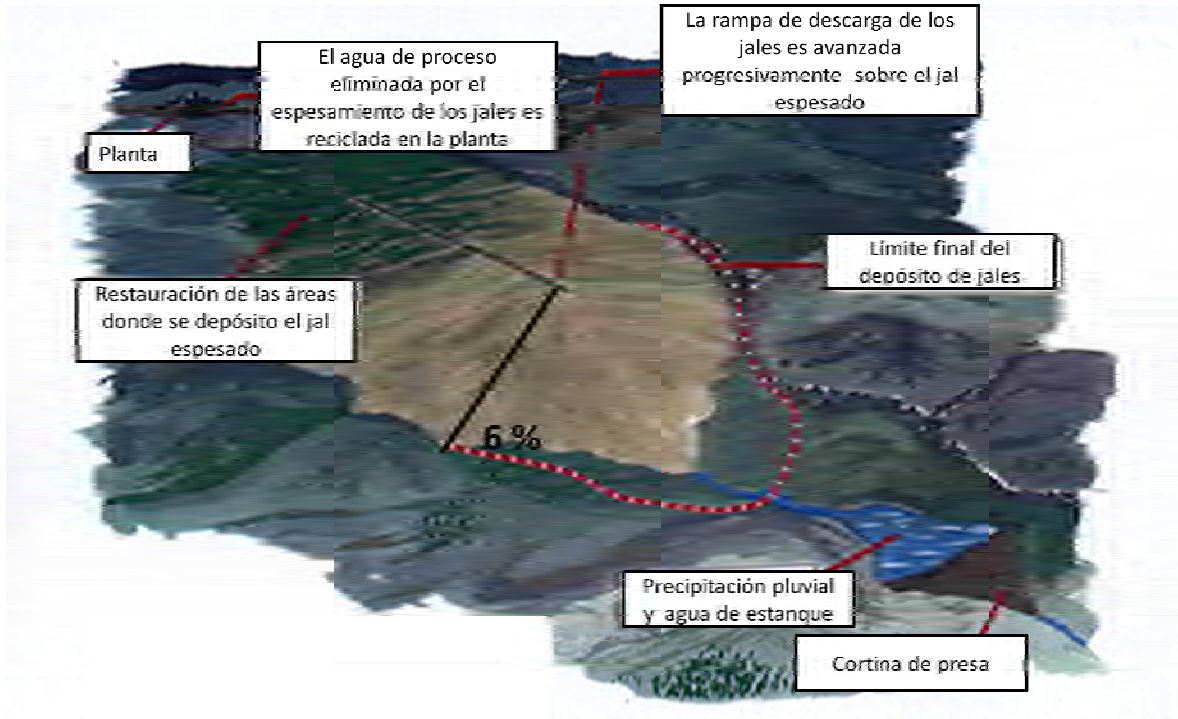 El agua de proceso
eliminada por el
espesamiento de los jales es
reciclada en la planta
La rampa de descarga de los
jales es avanzada
progresivamente sobre el jal
espesado
Planta
Límite final del
depósito de jales
Restauración de las áreas
donde se depósito el jal
espesado
6 %
Precipitación pluvial
y agua de estanque
Cortina de presa